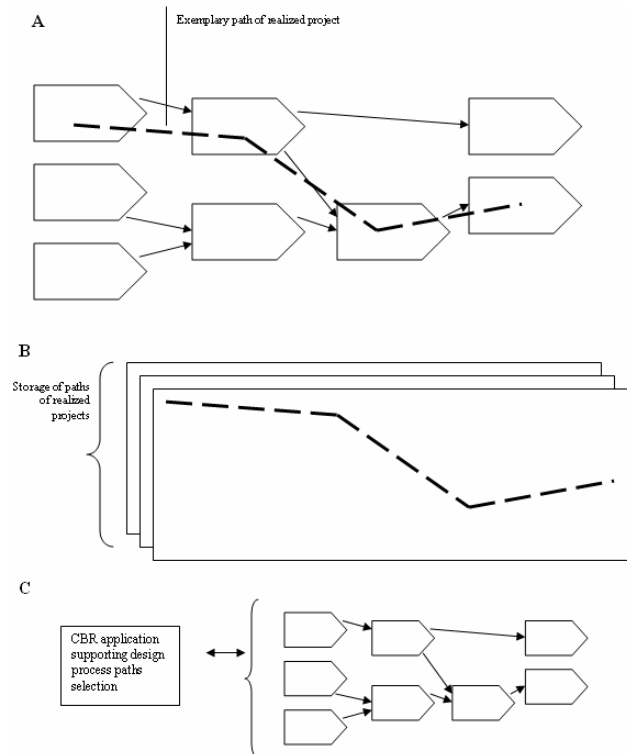 A
Exemplary path of realized project
B
Storage of paths
of realized
projects
C
CBR application
supporting design
process paths
selection